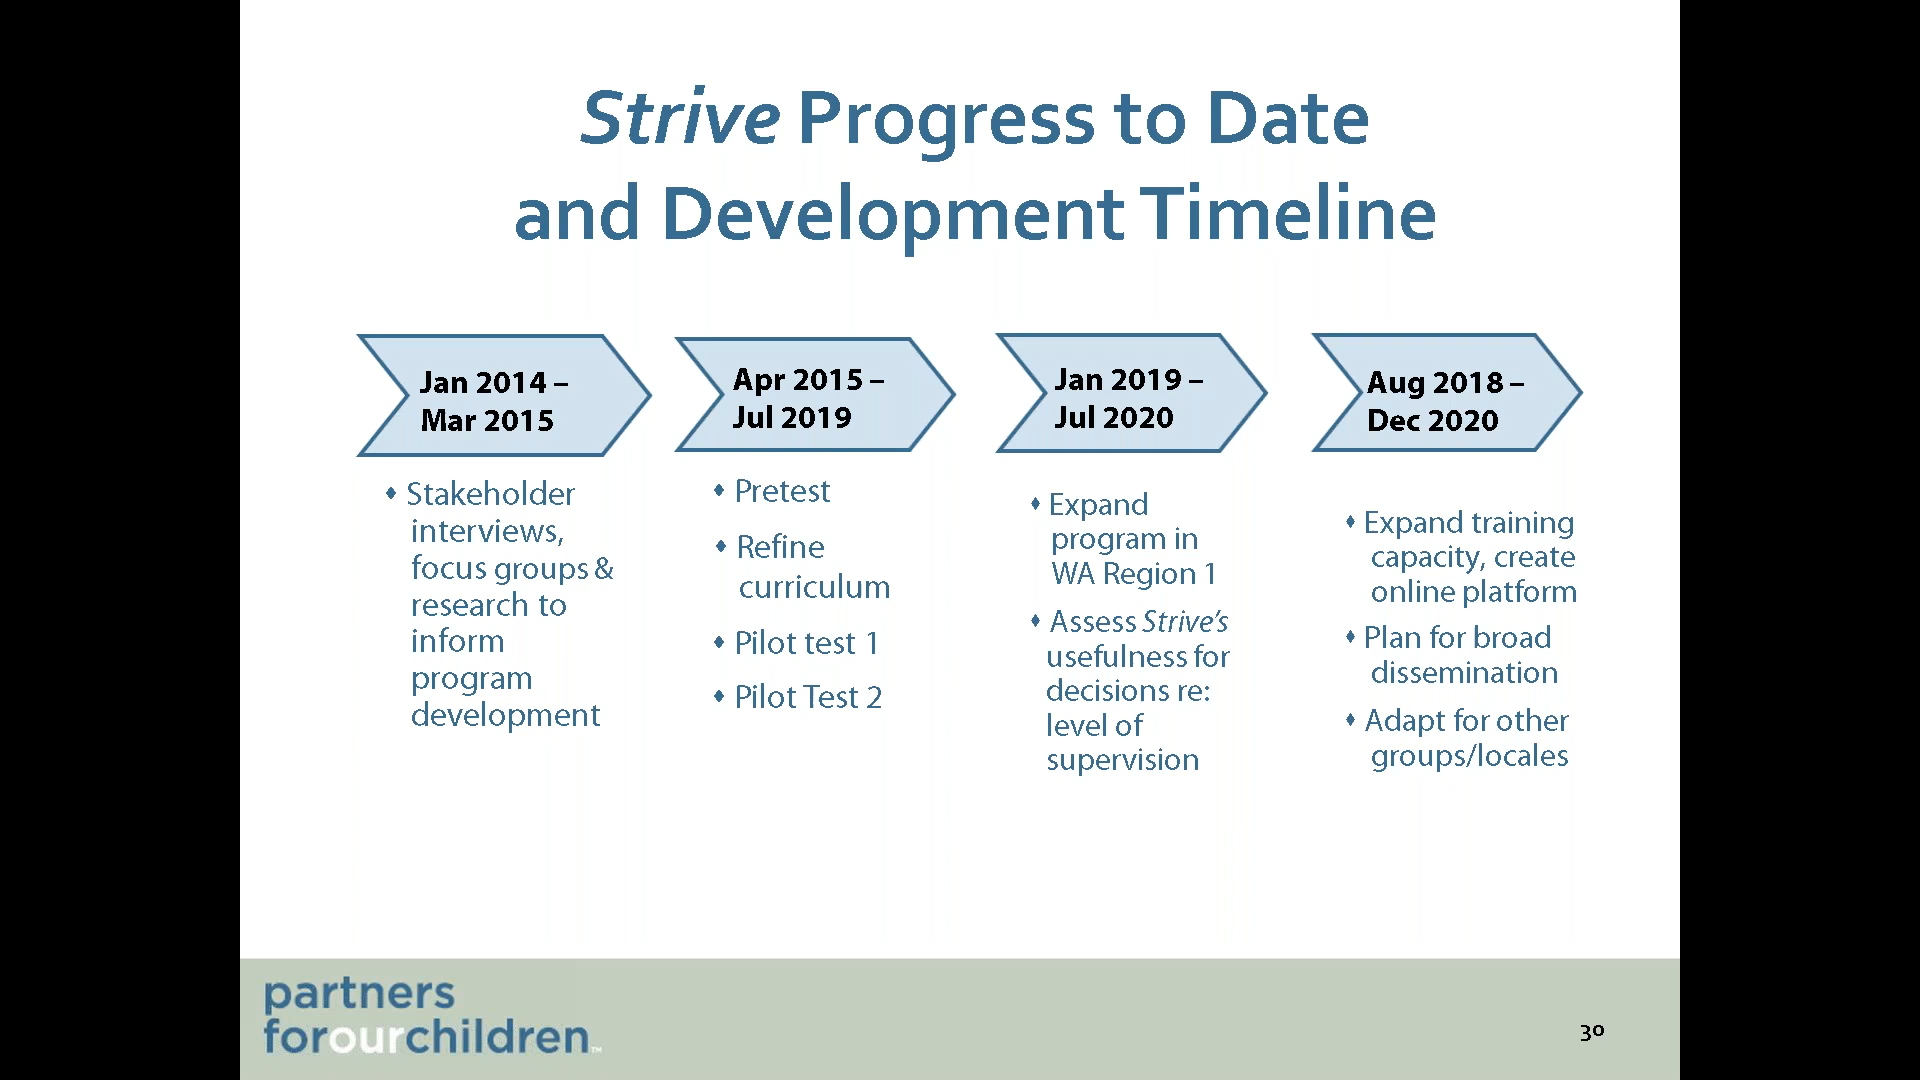 Strive Progress to Date
and Development Timeline
Jan 2014 –
Mar 2015
⬧ Stakeholder
interviews,
focus groups &
research to
inform
program
development
Apr 2015 –
Jul 2019
⬧ Pretest
⬧ Refine
curriculum
⬧ Pilot test 1
⬧ Pilot Test 2
Jan 2019 –
Jul 2020
⬧ Expand
program in
WA Region 1
⬧ Assess Strive’s
usefulness for
decisions re:
level of
supervision
Aug 2018 –
Dec 2020
⬧ Expand training
capacity, create
online platform
⬧ Plan for broad
dissemination
⬧ Adapt for other
groups/locales
partners
forourchildren™
30